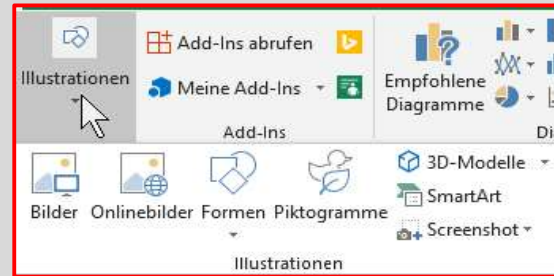 Illustrationen
Add-Ins abrufen
Meine Add-Ins
Add-Ins
Empfohlene
Diagramme
Bilder
Onlinebilder
Formen
Piktogramme
3D-Modelle
SmartArt
Screenshot
Illustrationen